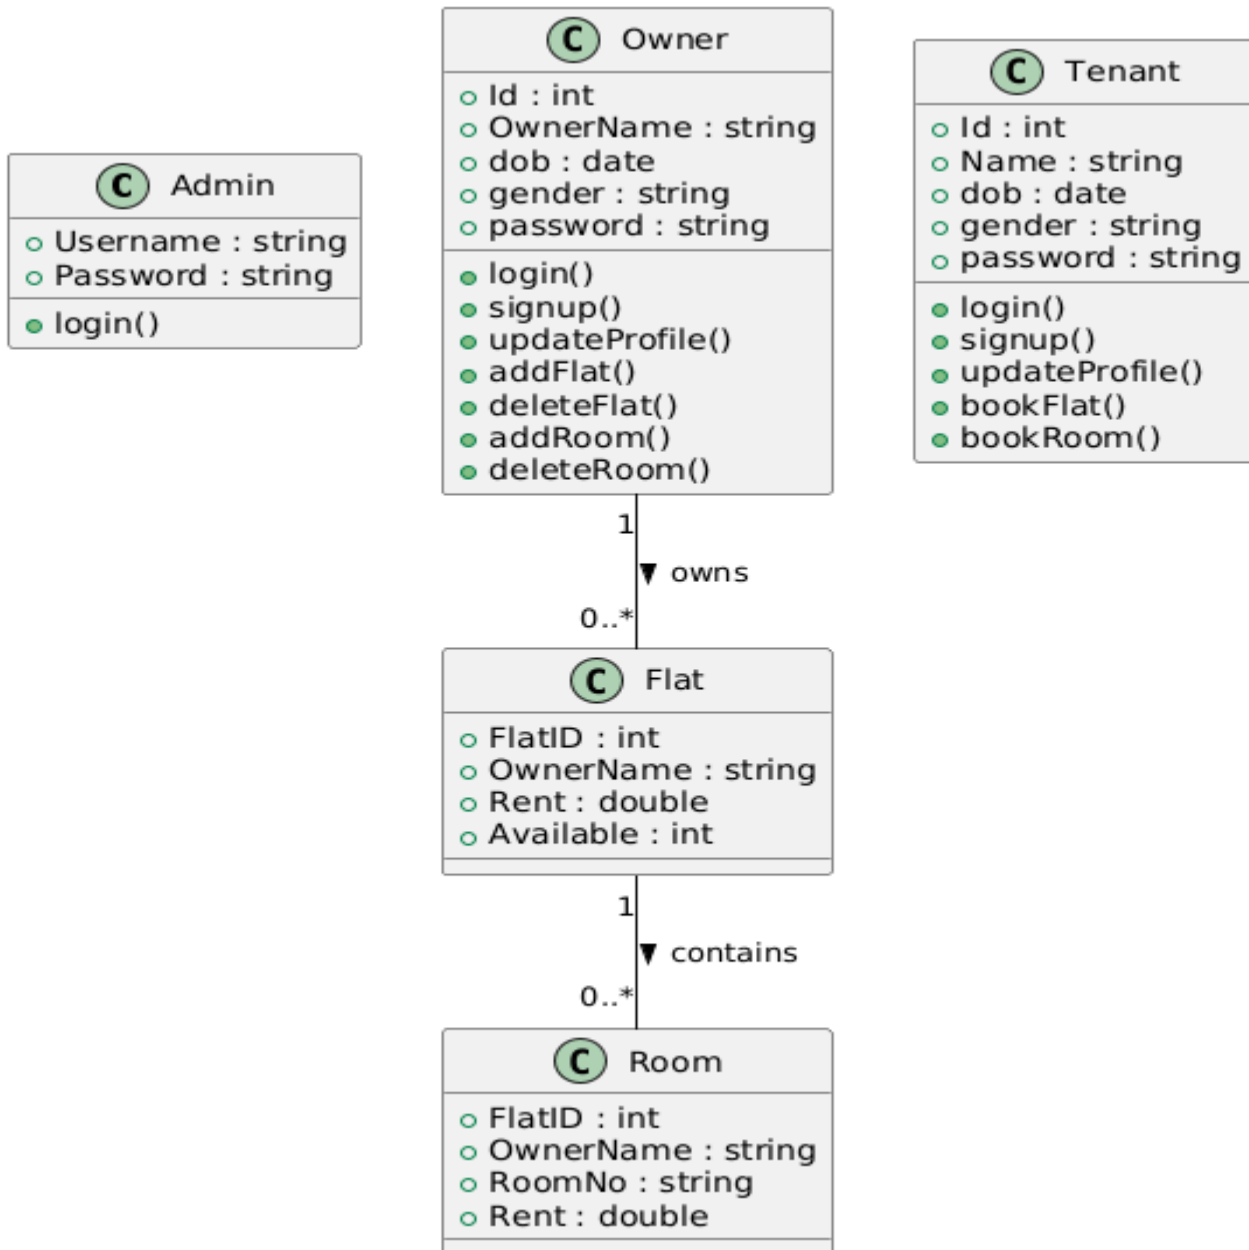 C Admin
Username : string
Password : string
login()
C Owner
Id : int
OwnerName : string
dob : date
gender : string
password : string
login()
signup()
updateProfile()
addFlat()
deleteFlat()
addRoom()
deleteRoom()
C Tenant
Id : int
Name : string
dob : date
gender : string
password : string
login()
signup()
updateProfile()
bookFlat()
bookRoom()
1
owns
0..*
C Flat
FlatID : int
OwnerName : string
Rent : double
Available : int
1
contains
0..*
C Room
FlatID : int
OwnerName : string
RoomNo : string
Rent : double